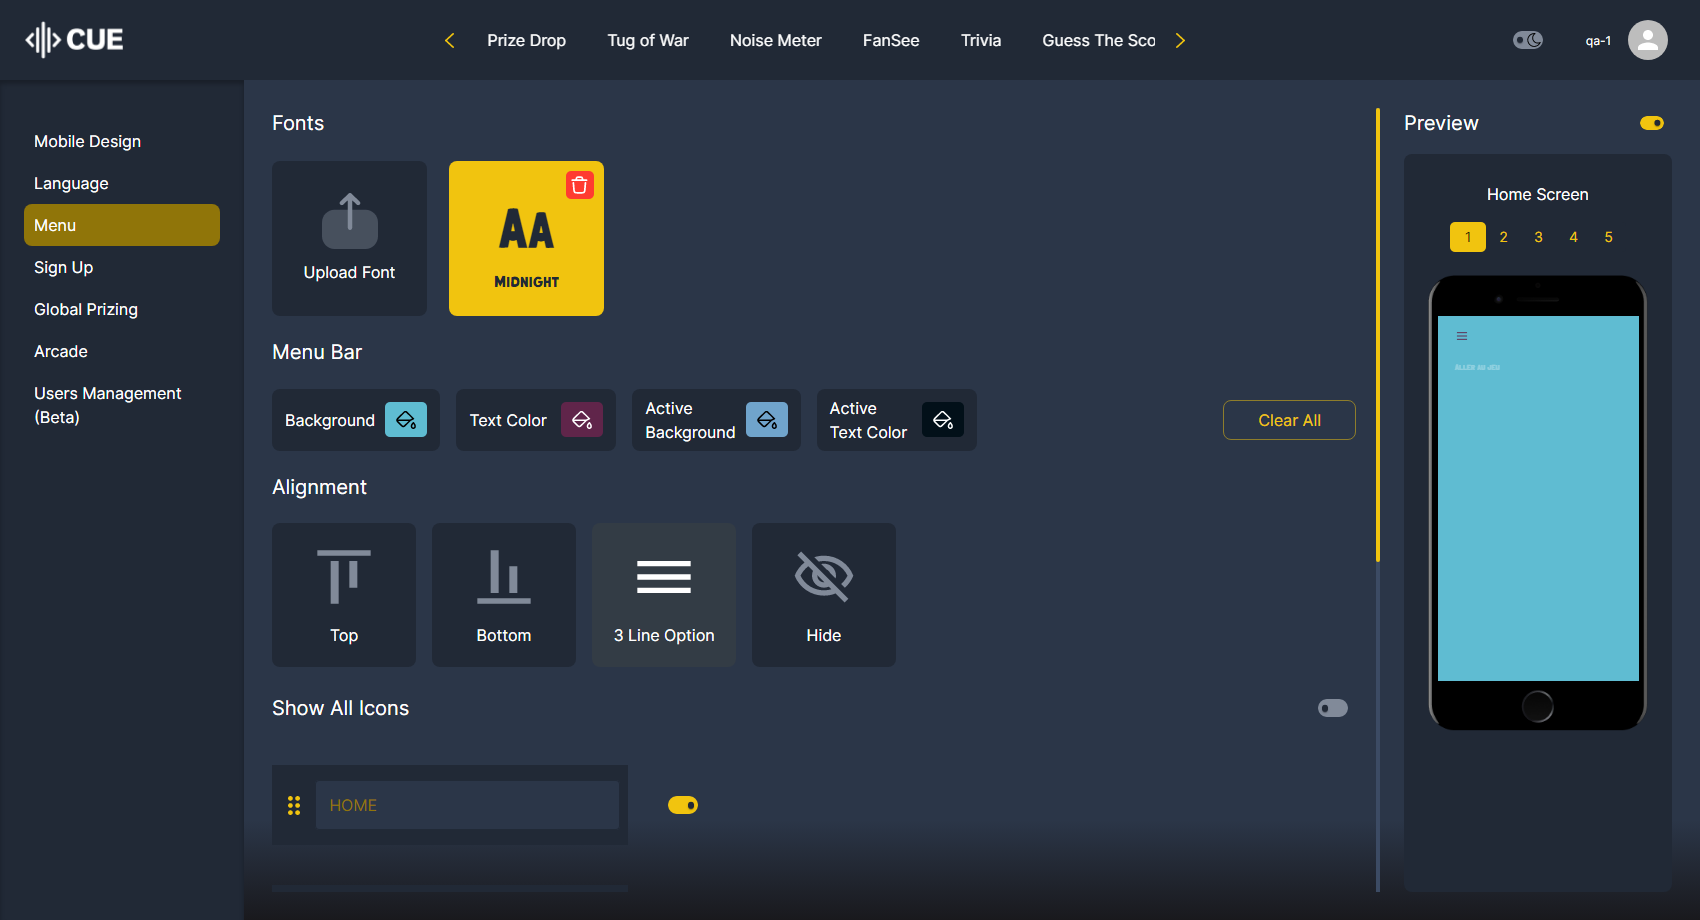 CUE
Prize Drop
Tug of War
Noise Meter
FanSee
Trivia
Guess The Sco
qa-1
Mobile Design
Language
Menu
Sign Up
Global Prizing
Arcade
Users Management
(Beta)
Fonts
Upload Font
AA
MIDNIGHT
Menu Bar
Background
Text Color
Active
Background
Active
Text Color
Clear All
Alignment
Top
Bottom
3 Line Option
Hide
Show All Icons
HOME
Preview
Home Screen
1 2 3 4 5
ALLER AU JEU